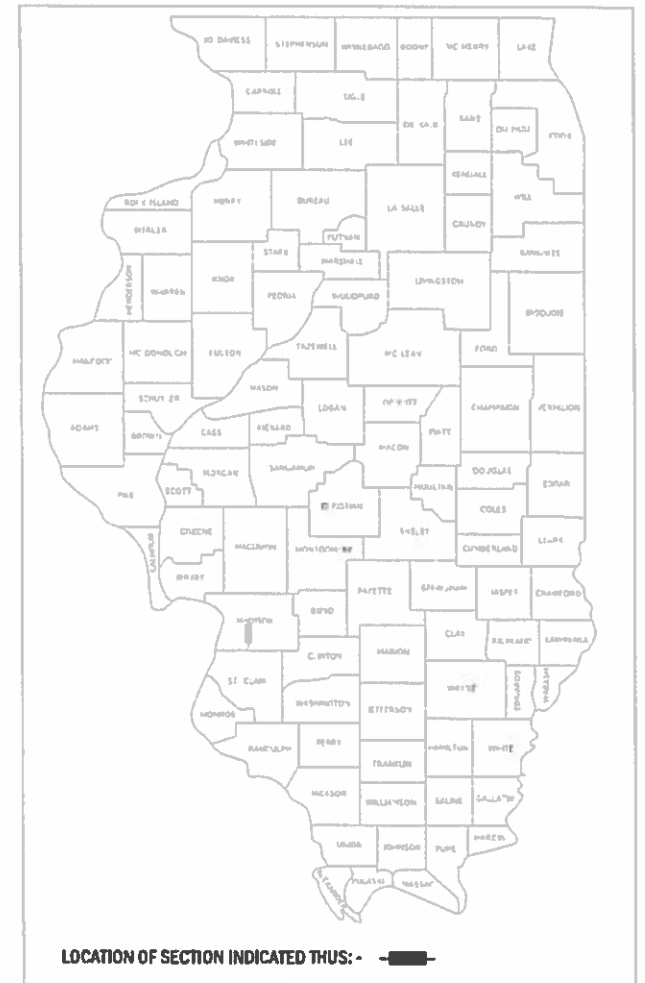 JO DAVIESS STEPHENSON WINNEBAGO BOONE MC HENRY LAKE
CARROLL OGLE DE KALB KANE DU PAGE COOK
WHITESIDE LEE KENDALL WILL
ROCK ISLAND HENRY BUREAU LA SALLE GRUNDY
MERCER STARK PUTNAM MARSHALL KANKAKEE
HENDERSON WARREN KNOX PEORIA WOODFORD LIVINGSTON IROQUOIS
HANCOCK MC DONOUGH FULTON TAZEWELL MC LEAN FORD
SCHUYLER MASON LOGAN DE WITT CHAMPAIGN VERMILION
ADAMS BROWN CASS MENARD MACON PIATT
PIKE SCOTT MORGAN SANGAMON MOULTRIE DOUGLAS EDGAR
CHRISTIAN COLES
CALHOUN GREENE MACOUPIN MONTGOMERY SHELBY CUMBERLAND CLARK
JERSEY FAYETTE EFFINGHAM JASPER CRAWFORD
MADISON BOND CLAY RICHLAND LAWRENCE
ST. CLAIR CLINTON MARION WAYNE EDWARDS WABASH
MONROE WASHINGTON JEFFERSON
RANDOLPH PERRY FRANKLIN HAMILTON WHITE
JACKSON WILLIAMSON SALINE GALLATIN
UNION JOHNSON POPE HARDIN
ALEXANDER PULASKI MASSAC
LOCATION OF SECTION INDICATED THUS: -